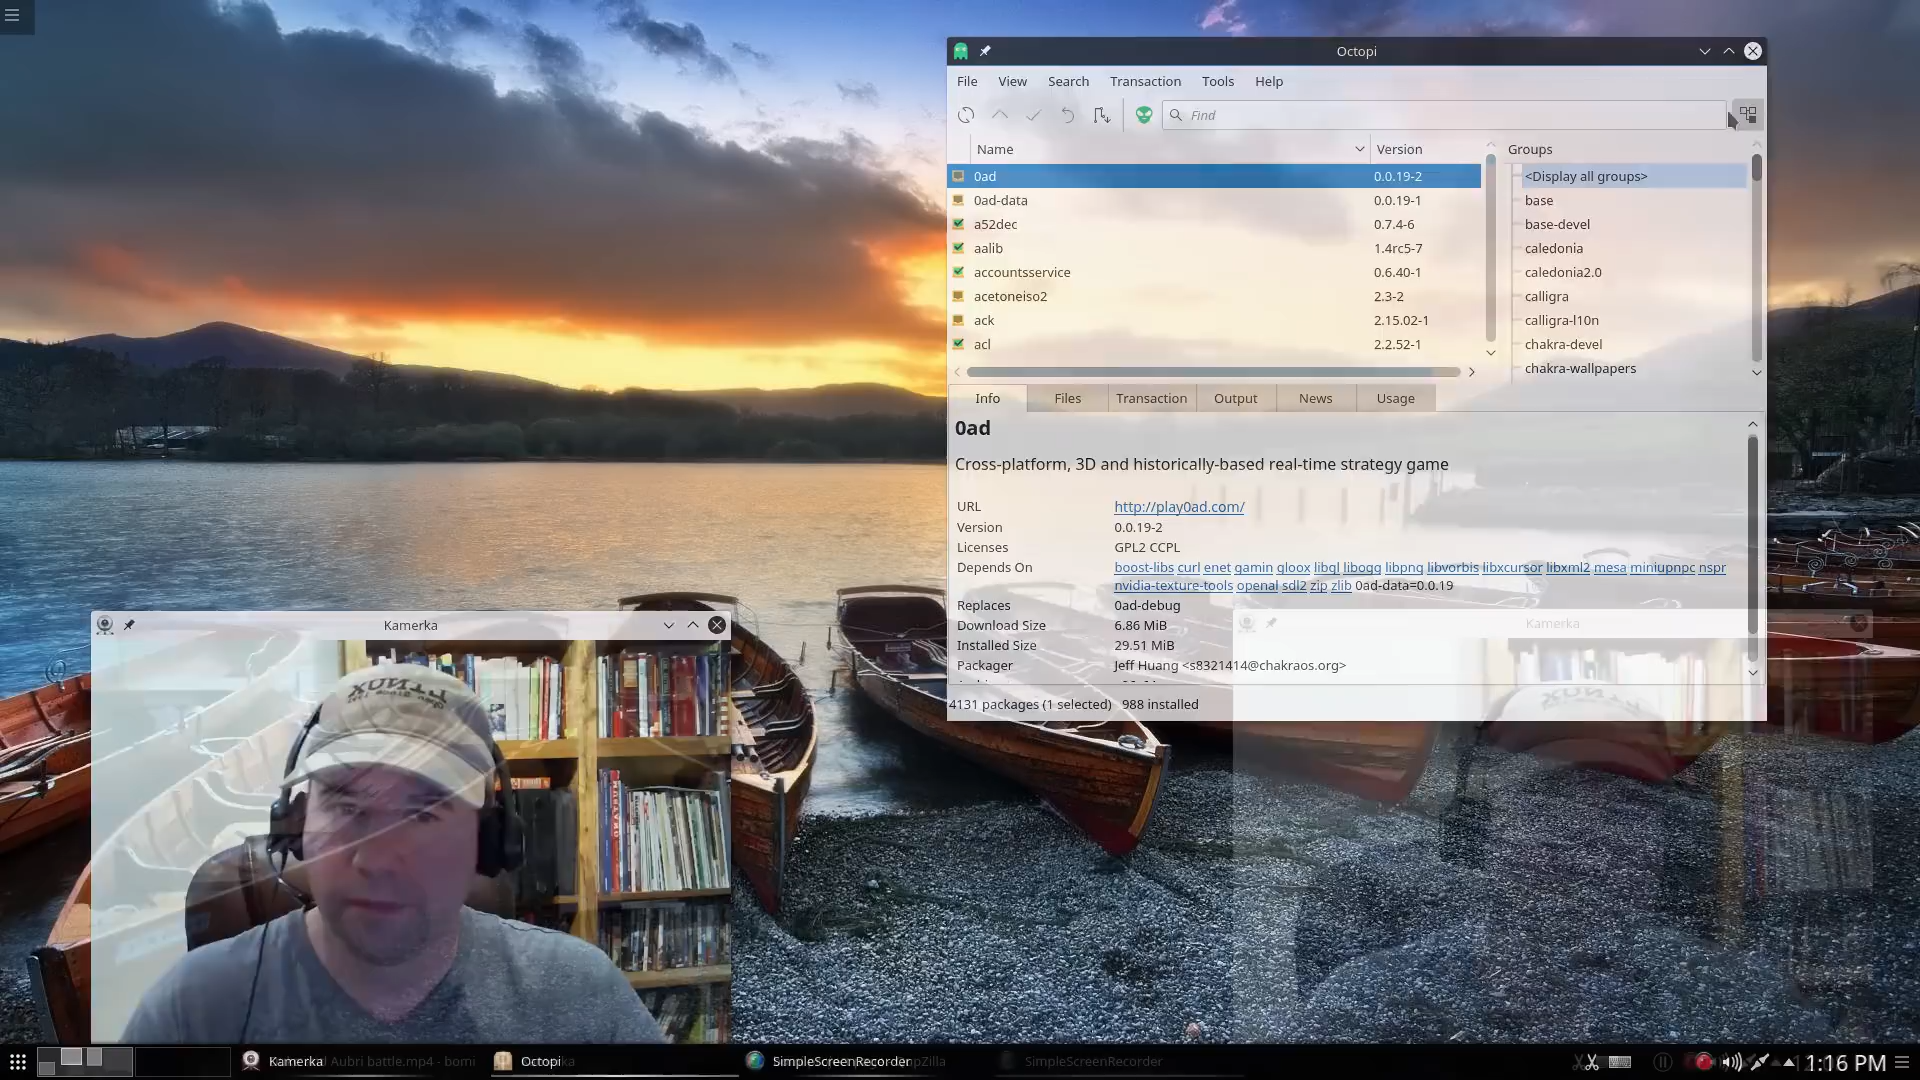 Octopi
File View Search Transaction Tools Help
Find
Name Version Groups
0ad 0.0.19-2 <Display all groups>
0ad-data 0.0.19-1 base
a52dec 0.7.4-6 base-devel
aalib 1.4rc5-7 caledonia
accountsservice 0.6.40-1 caledonia2.0
acetoneiso2 2.3-2 calligra
ack 2.15.02-1 calligra-l10n
acl 2.2.52-1 chakra-devel
chakra-wallpapers
Info Files Transaction Output News Usage
0ad
Cross-platform, 3D and historically-based real-time strategy game
URL http://play0ad.com/
Version 0.0.19-2
Licenses GPL2 CCPL
Depends On boost-libs curl enet gamin gloox libgl libogg libpng libvorbis libxcursor libxml2 mesa miniupnpc nspr
nvidia-texture-tools openal sdl2 zip zlib 0ad-data=0.0.19
Replaces 0ad-debug
Download Size 6.86 MiB
Installed Size 29.51 MiB
Packager Jeff Huang <s8321414@chakraos.org>
4131 packages (1 selected) 988 installed
Kamerka
Kamerka
Kamerka Aubri battle.mp4 - bomi Octopi SimpleScreenRecorder SimpleScreenRecorder 1:16 PM